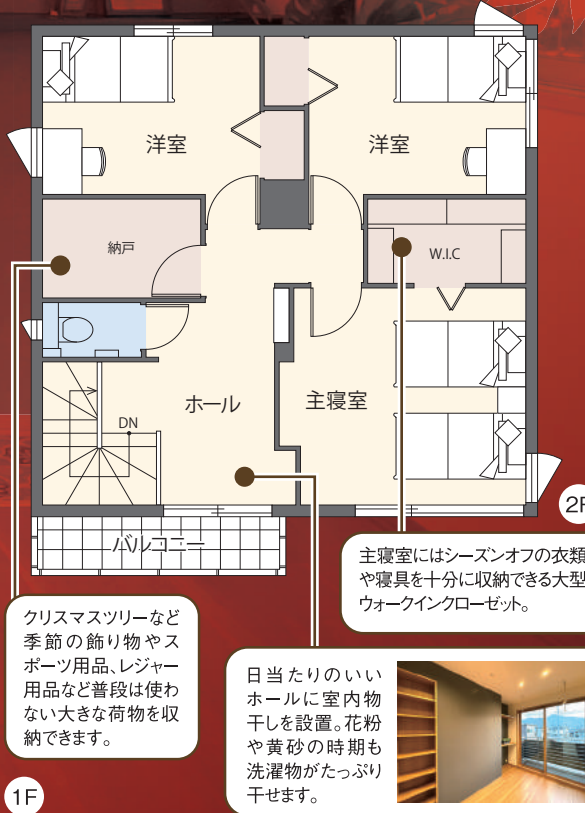 洋室
洋室
納戸
W.I.C
ホール
主寝室
DN
バルコニー
2F
主寝室にはシーズンオフの衣類
や寝具を十分に収納できる大型
ウォークインクローゼット。
クリスマスツリーなど
季節の飾り物やス
ポーツ用品、レジャー
用品など普段は使わ
ない大きな荷物を収
納できます。
日当たりのいい
ホールに室内物
干しを設置。花粉
や黄砂の時期も
洗濯物がたっぷり
干せます。
1F